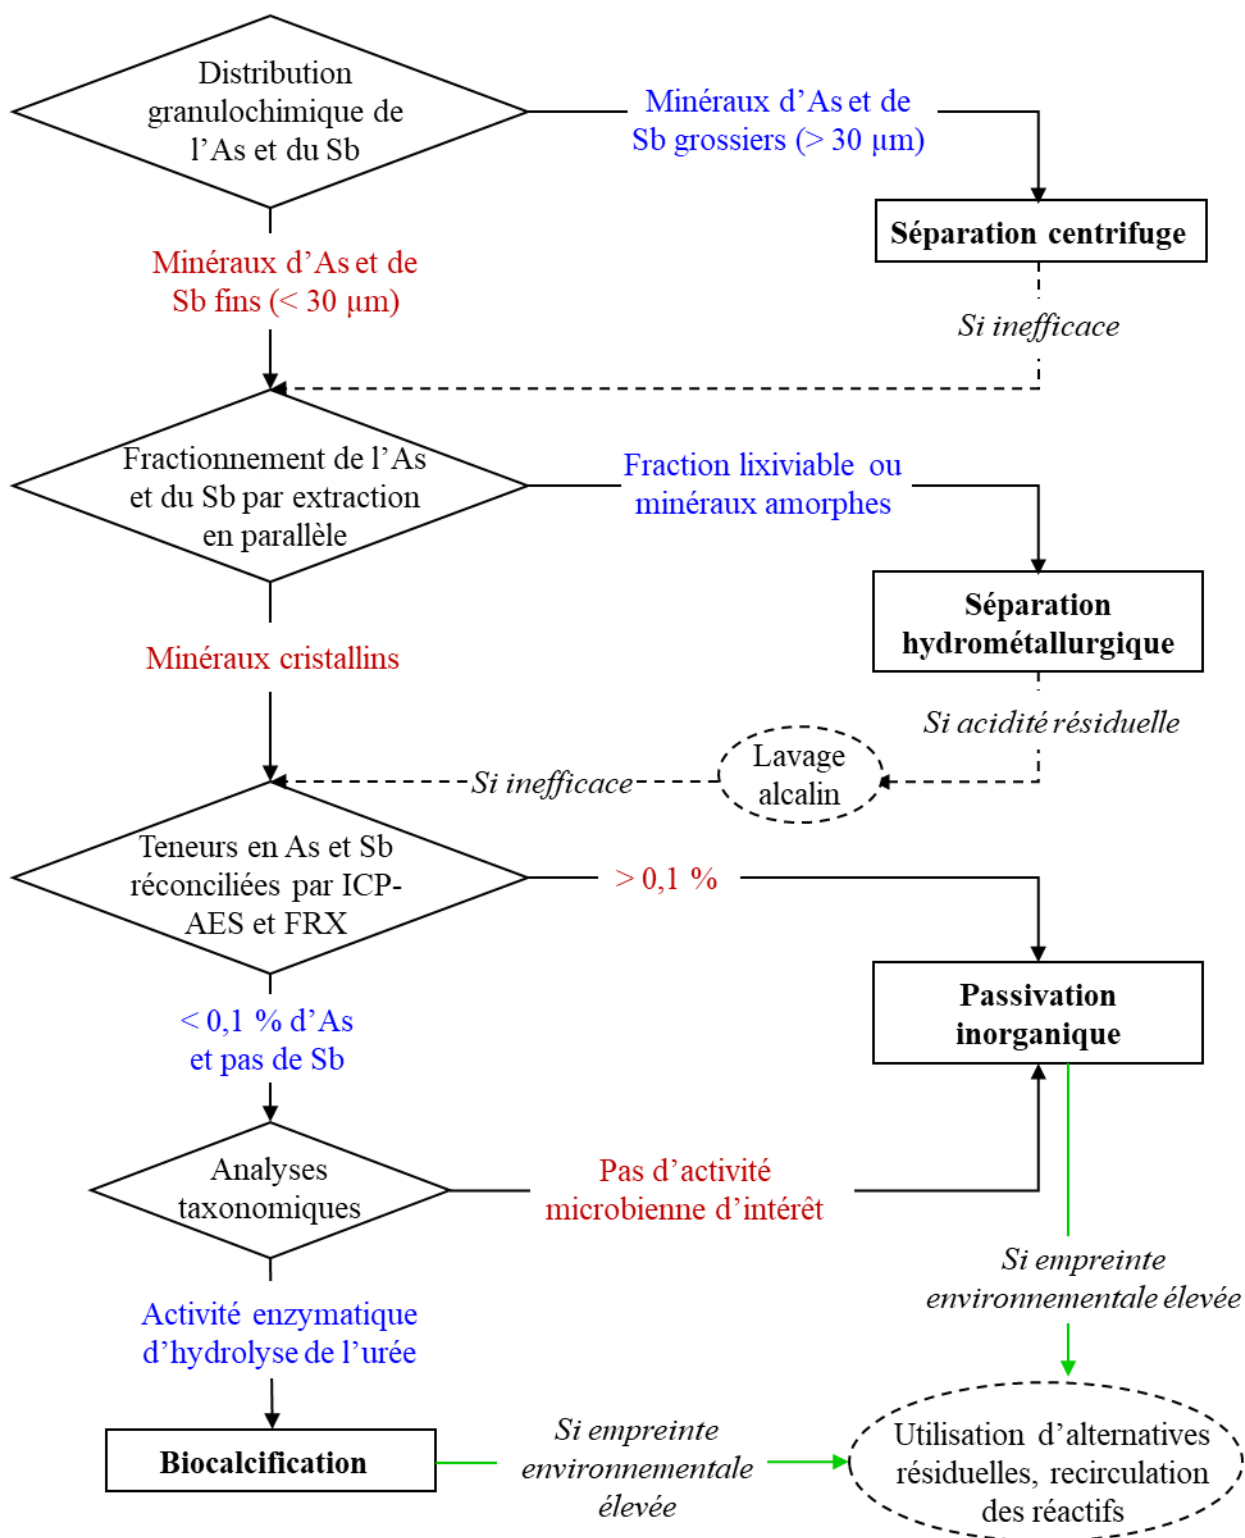 Distribution
granulochimique de
l'As et du Sb
Minéraux d'As et de
Sb grossiers (> 30 µm)
Séparation centrifuge
Minéraux d'As et de
Sb fins (< 30 µm)
Si inefficace
Fractionnement de l'As
et du Sb par extraction
en parallèle
Fraction lixiviable ou
minéraux amorphes
Séparation
hydrométallurgique
Minéraux cristallins
Si acidité résiduelle
Lavage
alcalin
Si inefficace
Teneurs en As et Sb
réconciliées par ICP-
AES et FRX
> 0,1 %
Passivation
inorganique
< 0,1 % d'As
et pas de Sb
Analyses
taxonomiques
Pas d'activité
microbienne d'intérêt
Si empreinte
environnementale élevée
Activité enzymatique
d'hydrolyse de l'urée
Biocalcification
Si empreinte
environnementale
élevée
Utilisation d'alternatives
résiduelles, recirculation
des réactifs